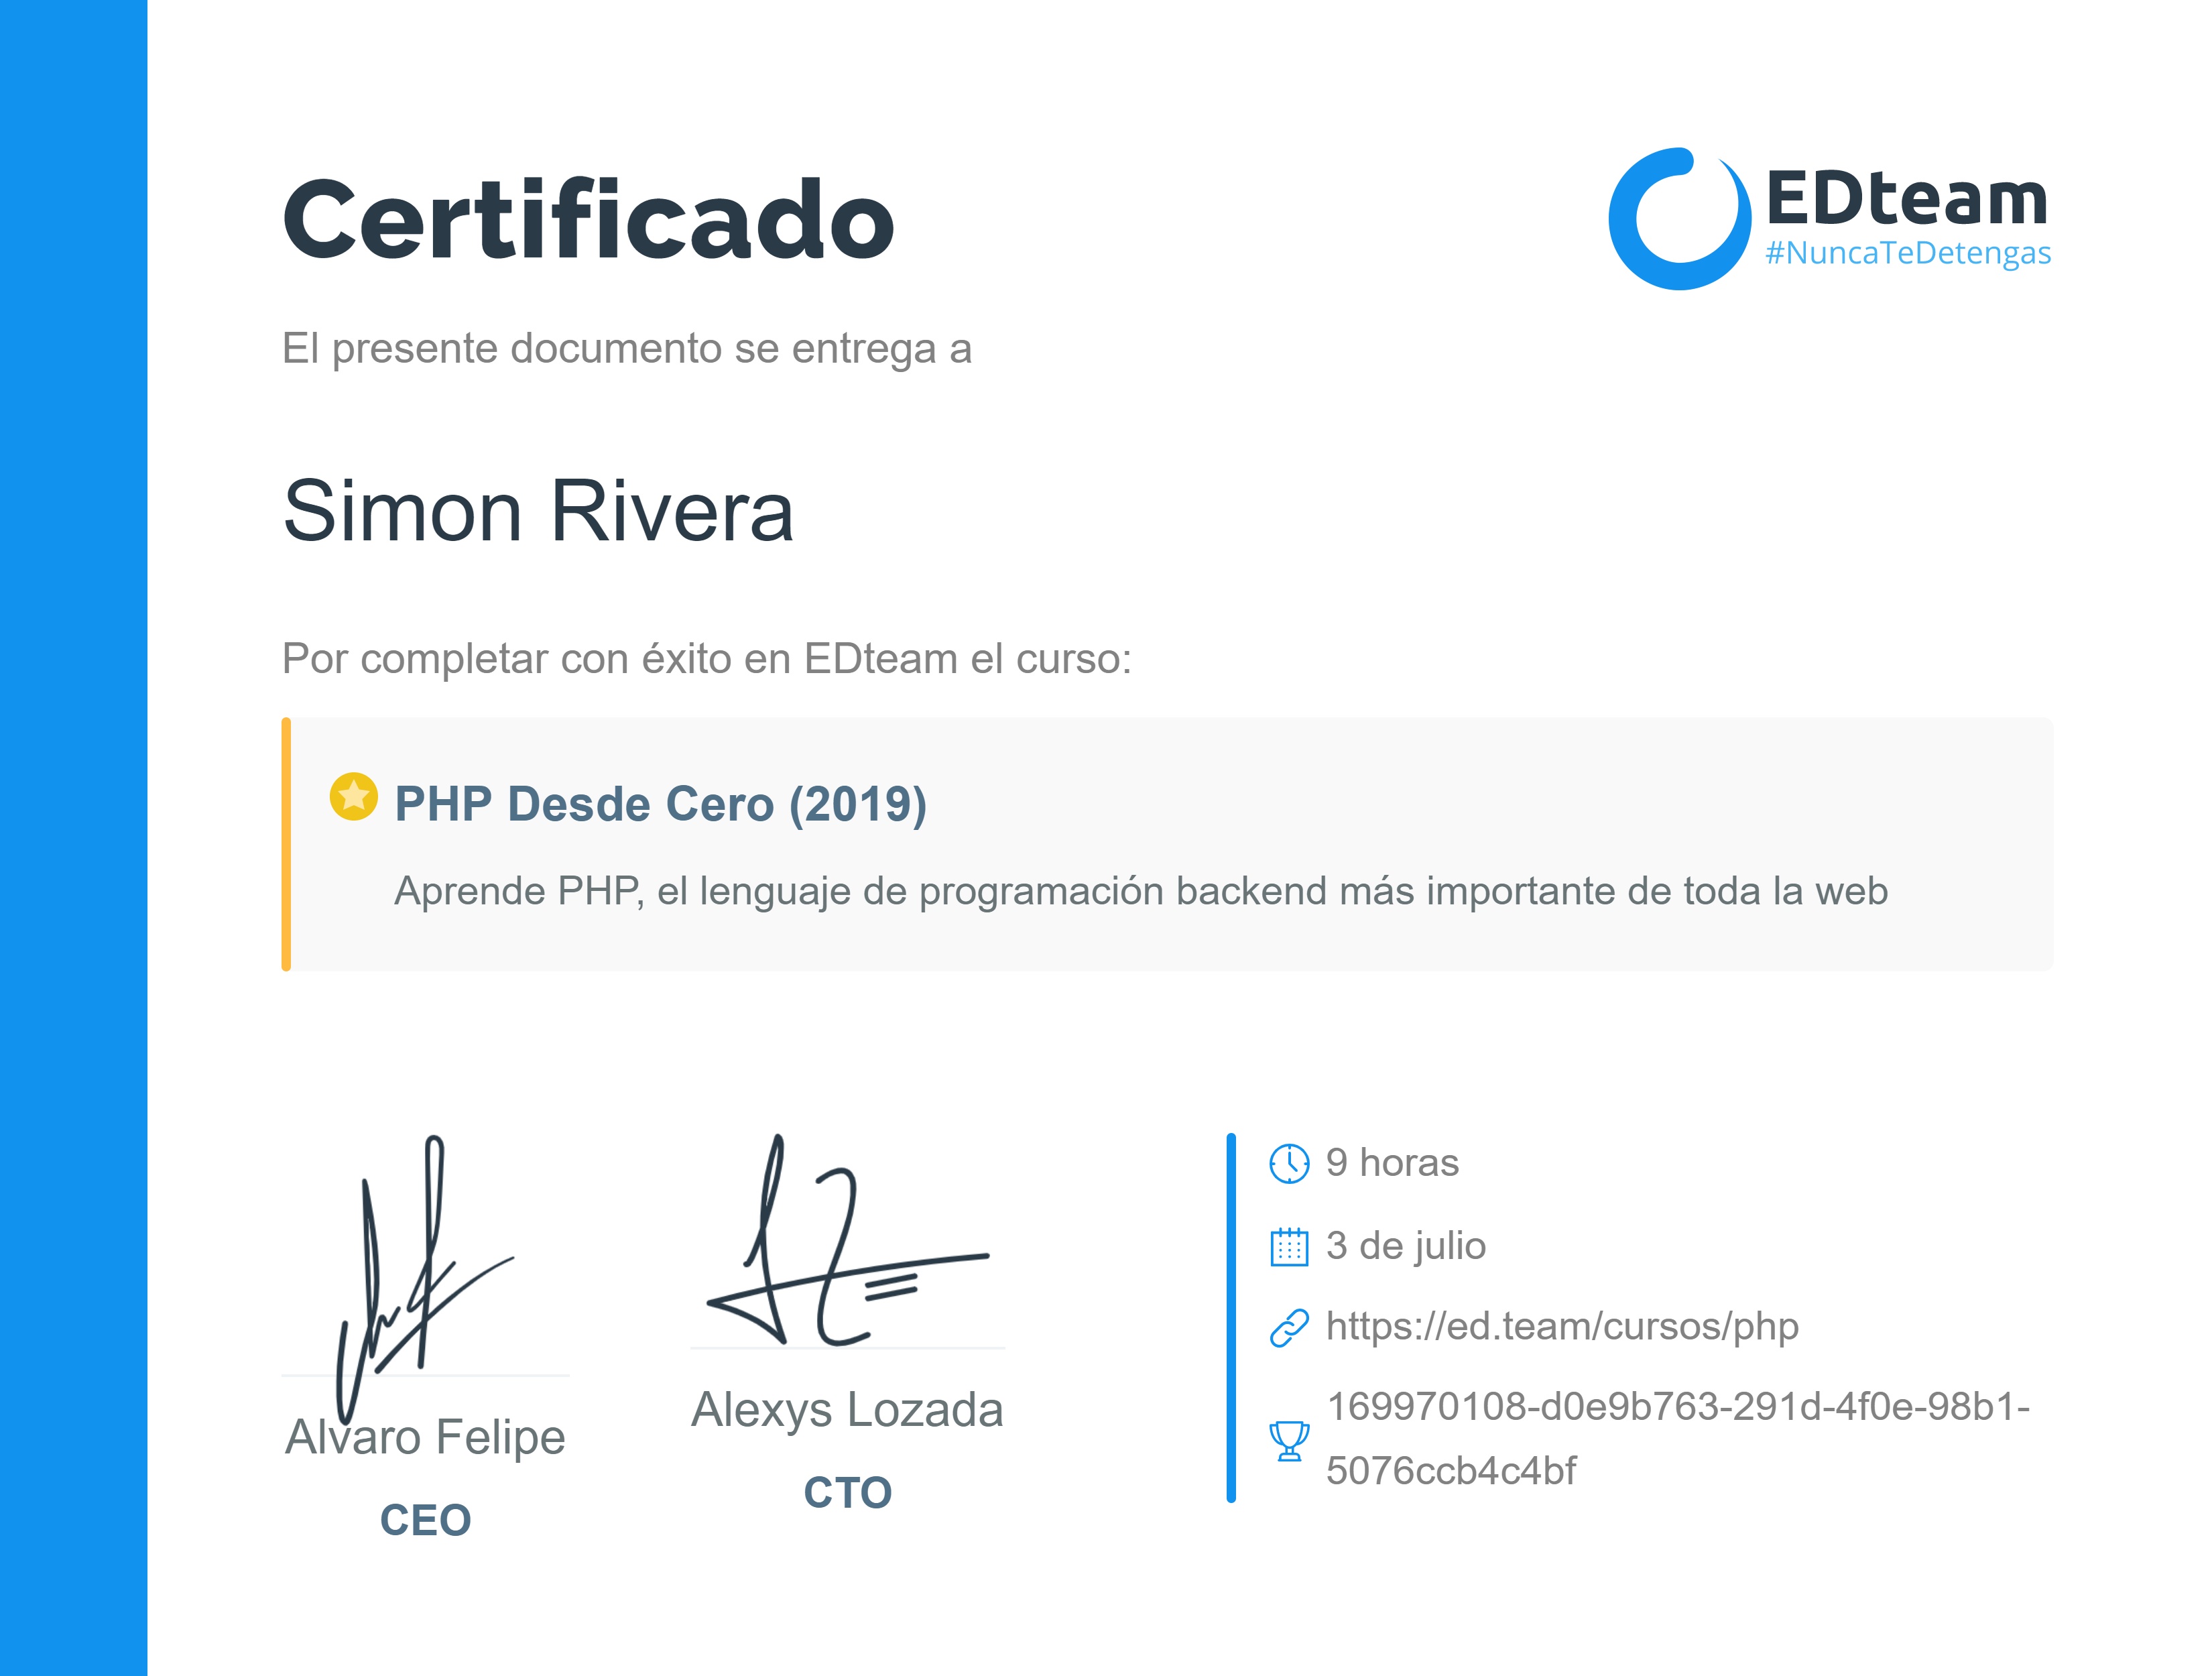 Certificado
EDteam
#NuncaTeDetengas
El presente documento se entrega a
Simon Rivera
Por completar con éxito en EDteam el curso:
PHP Desde Cero (2019)
Aprende PHP, el lenguaje de programación backend más importante de toda la web
Alvaro Felipe
CEO
Alexys Lozada
CTO
9 horas
3 de julio
https://ed.team/cursos/php
169970108-d0e9b763-291d-4f0e-98b1-
5076ccb4c4bf